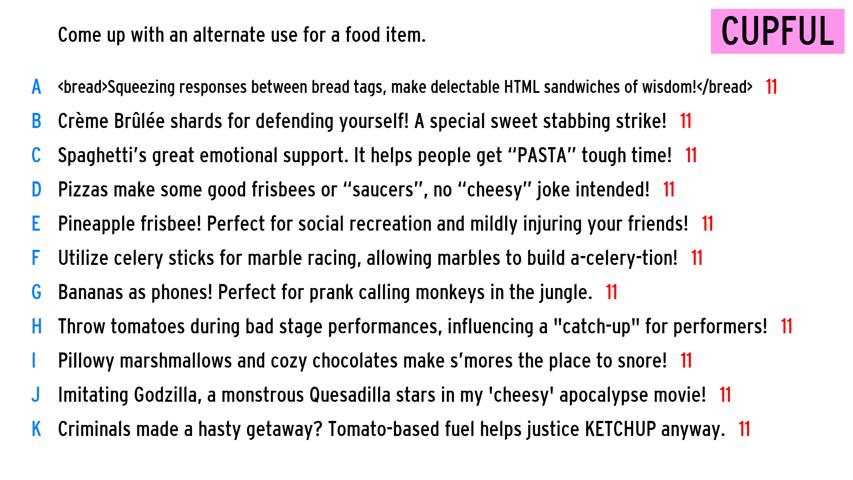 Come up with an alternate use for a food item.
CUPFUL
A <bread>Squeezing responses between bread tags, make delectable HTML sandwiches of wisdom!</bread> 11
B Crème Brûlée shards for defending yourself! A special sweet stabbing strike! 11
C Spaghetti’s great emotional support. It helps people get “PASTA” tough time! 11
D Pizzas make some good frisbees or “saucers”, no “cheesy” joke intended! 11
E Pineapple frisbee! Perfect for social recreation and mildly injuring your friends! 11
F Utilize celery sticks for marble racing, allowing marbles to build a-celery-tion! 11
G Bananas as phones! Perfect for prank calling monkeys in the jungle. 11
H Throw tomatoes during bad stage performances, influencing a "catch-up" for performers! 11
I Pillowy marshmallows and cozy chocolates make s’mores the place to snore! 11
J Imitating Godzilla, a monstrous Quesadilla stars in my 'cheesy' apocalypse movie! 11
K Criminals made a hasty getaway? Tomato-based fuel helps justice KETCHUP anyway. 11